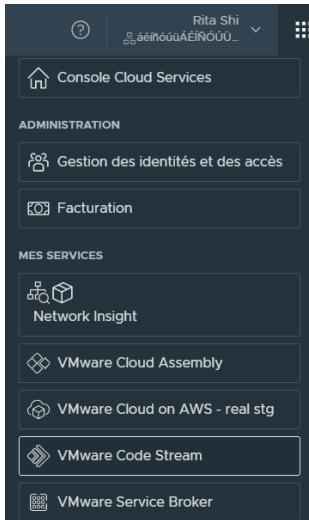 Rita Shi
áéíñóúüÁÉÍÑÓÚÜ...
Console Cloud Services
ADMINISTRATION
Gestion des identités et des accès
Facturation
MES SERVICES
Network Insight
VMware Cloud Assembly
VMware Cloud on AWS - real stg
VMware Code Stream
VMware Service Broker